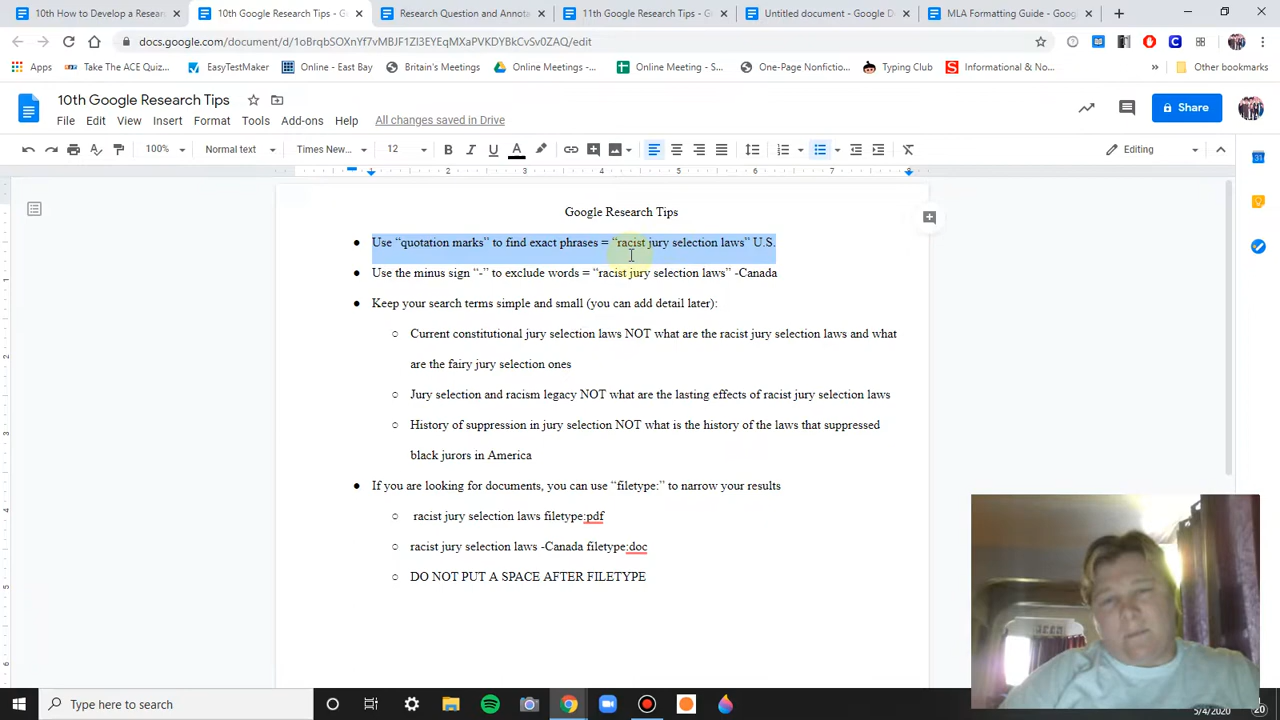 10th How to Develop a Resear
10th Google Research Tips - G
Research Question and Annota
11th Google Research Tips - G
Untitled document - Google D
MLA Formatting Guide - Googl
docs.google.com/document/d/1oBrqbSOXnYf7vMBJF1ZI3EYEqMXaPVKDYBkCvSv0ZAQ/edit
Apps
Take The ACE Quiz...
EasyTestMaker
Online - East Bay
Britain's Meetings
Online Meetings -...
Online Meeting - S...
One-Page Nonfictio...
Typing Club
Informational & No...
»
Other bookmarks
10th Google Research Tips
File Edit View Insert Format Tools Add-ons Help All changes saved in Drive
Share
100% Normal text Times New... 12 B I U A Editing
1 2 3 4 5 6 7
Google Research Tips
● Use “quotation marks” to find exact phrases = “racist jury selection laws” U.S.
● Use the minus sign “-” to exclude words = “racist jury selection laws” -Canada
● Keep your search terms simple and small (you can add detail later):
○ Current constitutional jury selection laws NOT what are the racist jury selection laws and what
are the fairy jury selection ones
○ Jury selection and racism legacy NOT what are the lasting effects of racist jury selection laws
○ History of suppression in jury selection NOT what is the history of the laws that suppressed
black jurors in America
● If you are looking for documents, you can use “filetype:” to narrow your results
○ racist jury selection laws filetype:pdf
○ racist jury selection laws -Canada filetype:doc
○ DO NOT PUT A SPACE AFTER FILETYPE
Type here to search
5/4/2020
20